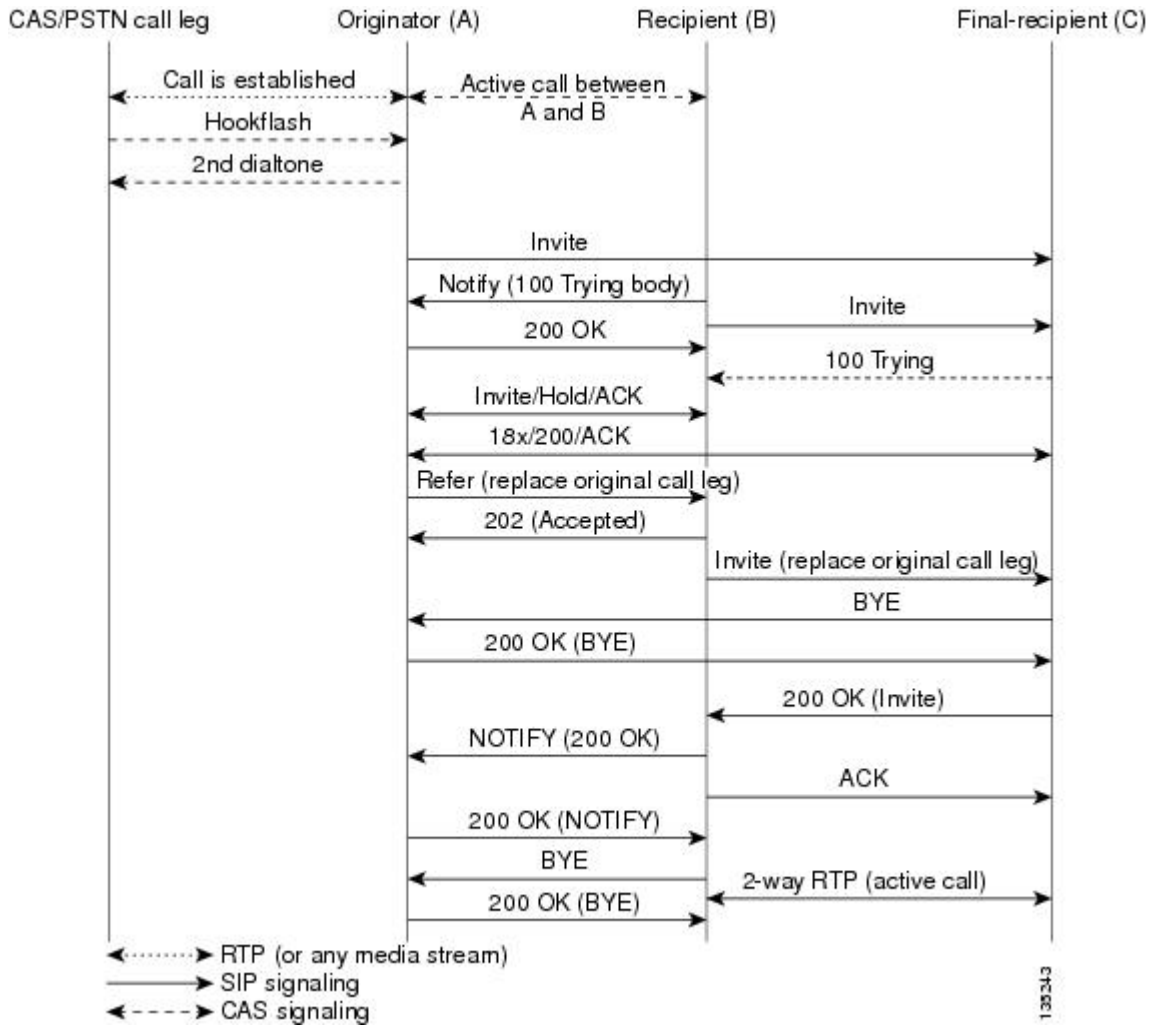 CAS/PSTN call leg
Originator (A)
Recipient (B)
Final-recipient (C)
Call is established
Active call between
A and B
Hookflash
2nd dialtone
Invite
Notify (100 Trying body)
Invite
200 OK
100 Trying
Invite/Hold/ACK
18x/200/ACK
Refer (replace original call leg)
202 (Accepted)
Invite (replace original call leg)
BYE
200 OK (BYE)
200 OK (Invite)
NOTIFY (200 OK)
ACK
200 OK (NOTIFY)
BYE
2-way RTP (active call)
200 OK (BYE)
RTP (or any media stream)
SIP signaling
CAS signaling